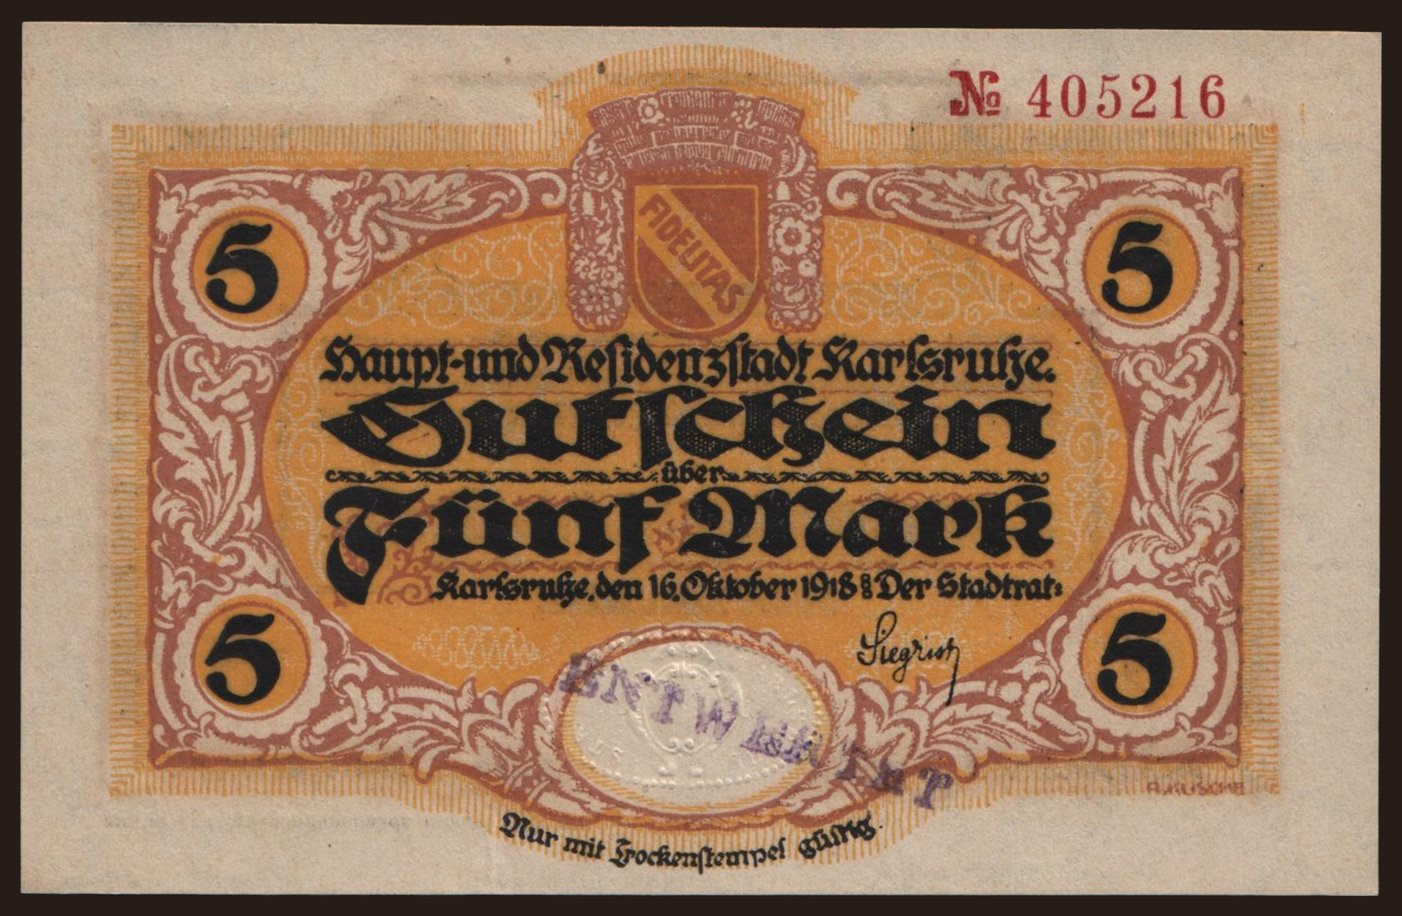 № 405216
5
5
FIDELITAS
Haupt-und Residenzstadt Karlsruhe.
Gutschein
über
Fünf Mark
Karlsruhe, den 16. Oktober 1918 Der Stadtrat:
Siegrist
5
5
ENTWERTET
Nur mit Trockenstempel gültig.